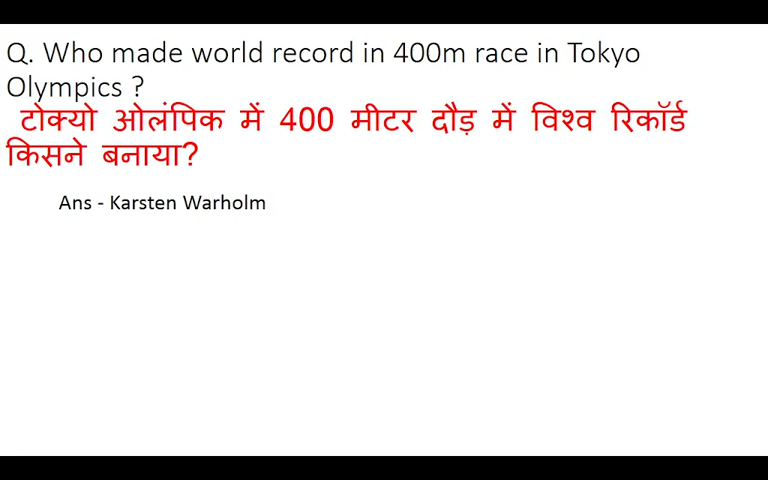 Q. Who made world record in 400m race in Tokyo
Olympics ?
टोक्यो ओलंपिक में 400 मीटर दौड़ में विश्व रिकॉर्ड
किसने बनाया?
Ans - Karsten Warholm